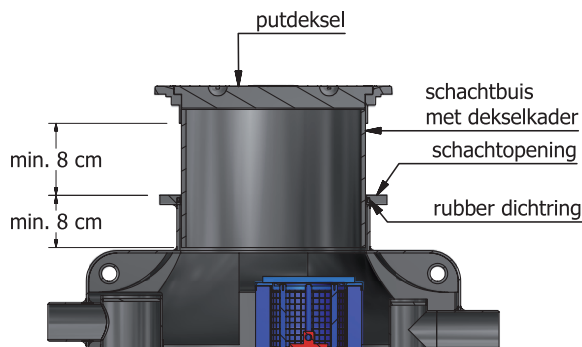 putdeksel
schachtbuis
met dekselkader
min. 8 cm
schachtopening
min. 8 cm
rubber dichtring